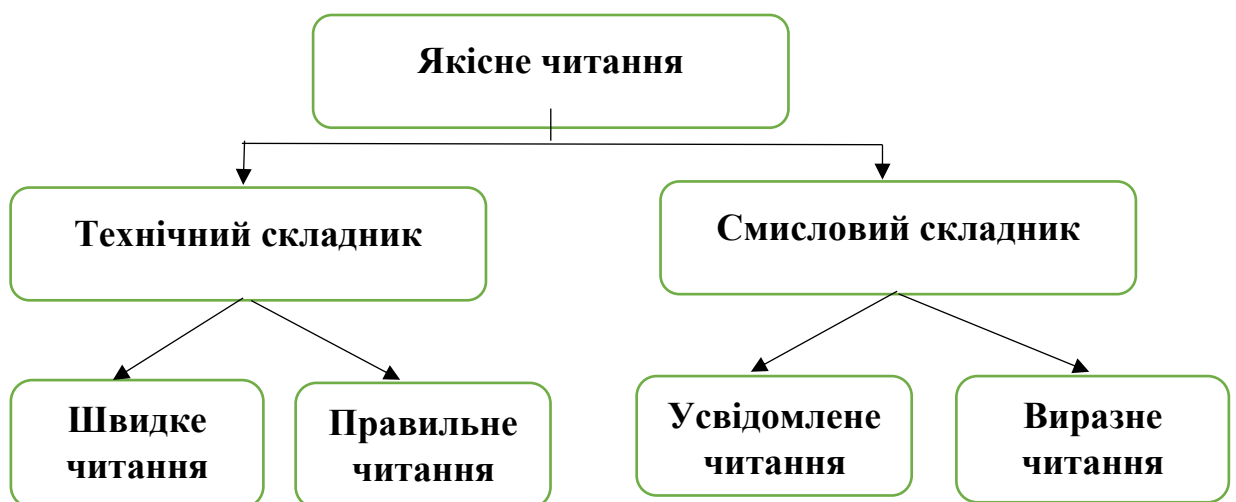 Якісне читання
Технічний складник
Смисловий складник
Швидке
читання
Правильне
читання
Усвідомлене
читання
Виразне
читання